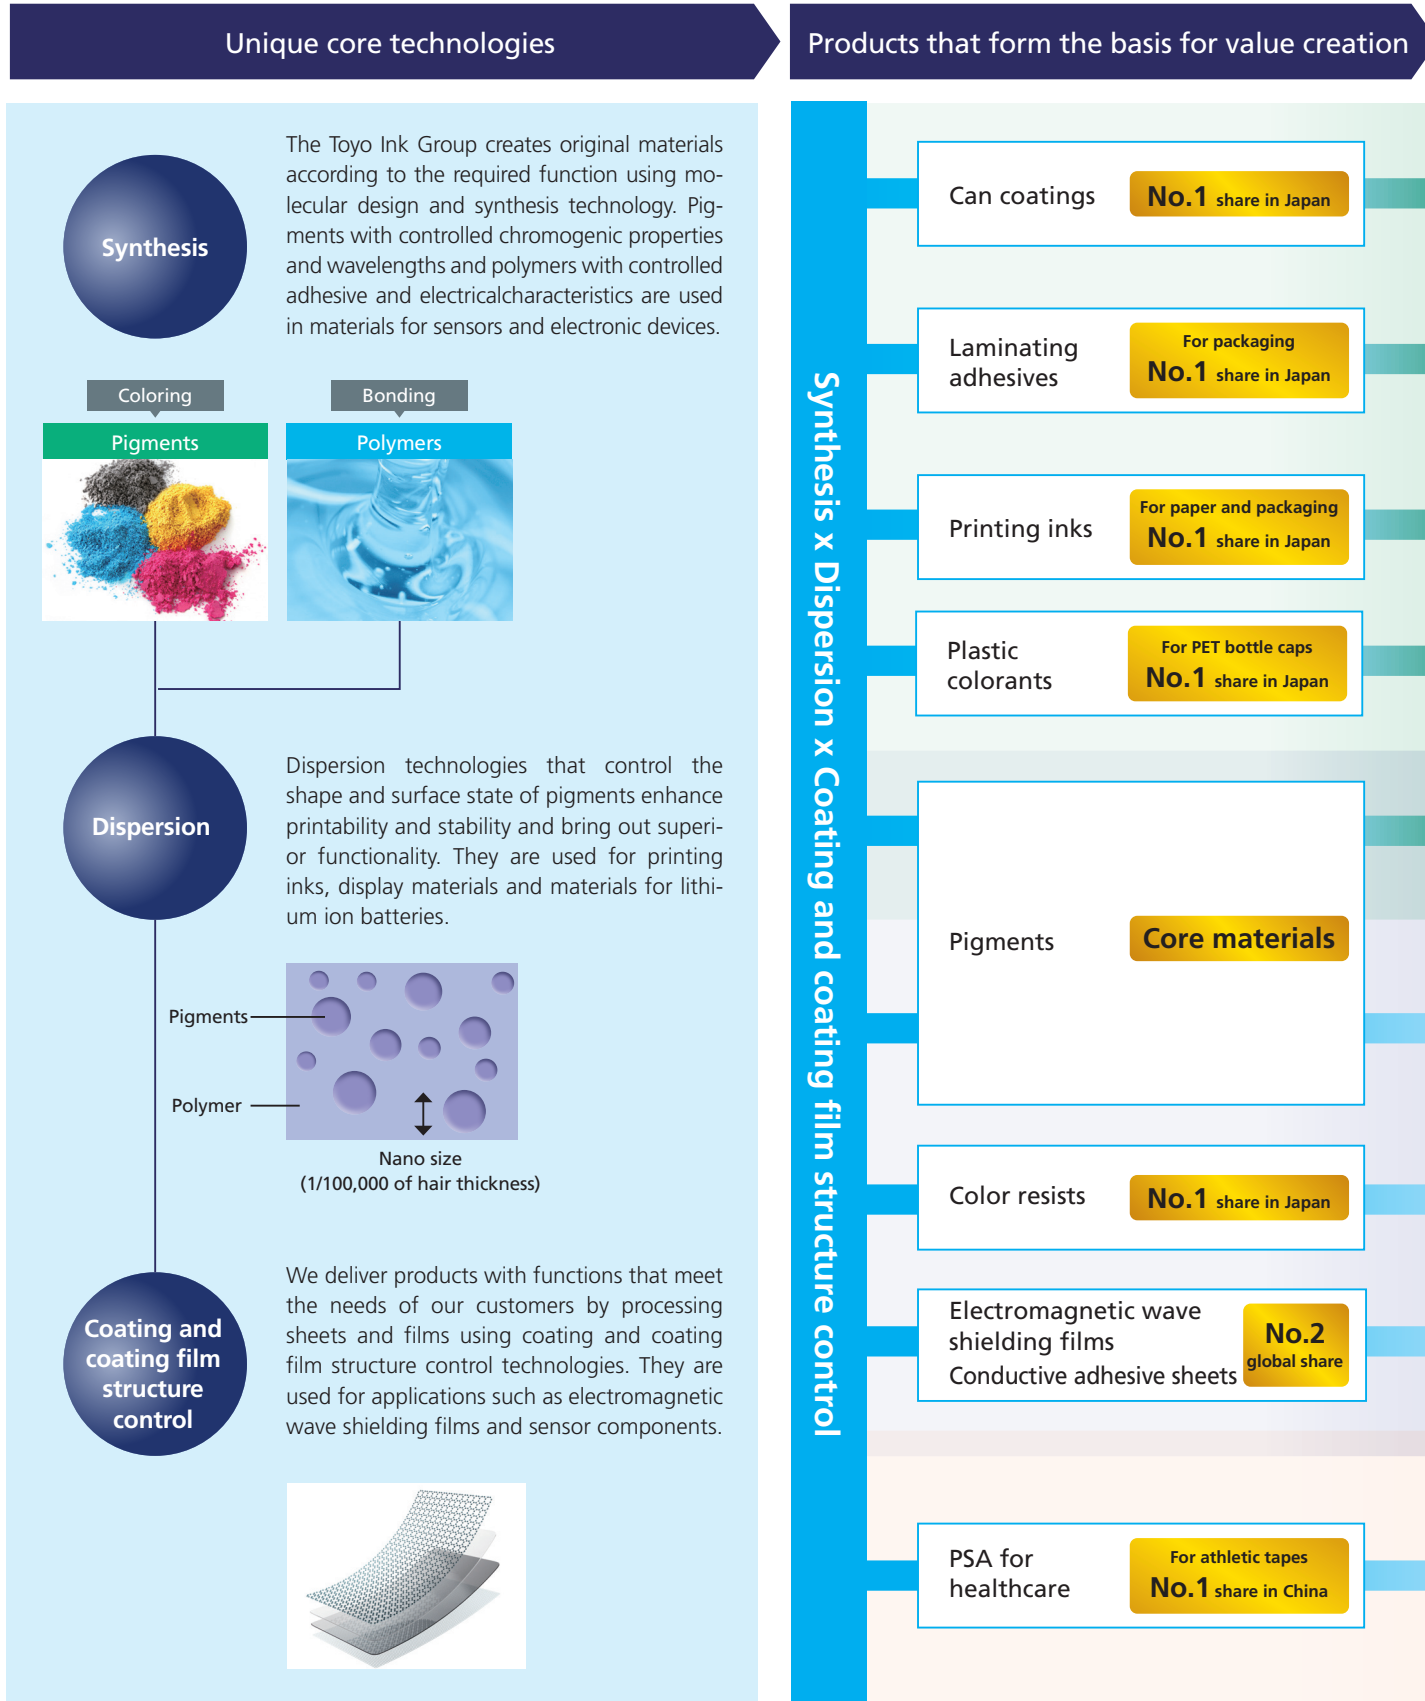 Unique core technologies
Products that form the basis for value creation
Synthesis
The Toyo Ink Group creates original materials
according to the required function using mo-
lecular design and synthesis technology. Pig-
ments with controlled chromogenic properties
and wavelengths and polymers with controlled
adhesive and electricalcharacteristics are used
in materials for sensors and electronic devices.
Coloring
Pigments
Bonding
Polymers
Dispersion
Dispersion technologies that control the
shape and surface state of pigments enhance
printability and stability and bring out superi-
or functionality. They are used for printing
inks, display materials and materials for lithi-
um ion batteries.
Pigments
Polymer
Nano size
(1/100,000 of hair thickness)
Coating and
coating film
structure
control
We deliver products with functions that meet
the needs of our customers by processing
sheets and films using coating and coating
film structure control technologies. They are
used for applications such as electromagnetic
wave shielding films and sensor components.
Synthesis x Dispersion x Coating and coating film structure control
Can coatings
No.1 share in Japan
Laminating
adhesives
For packaging
No.1 share in Japan
Printing inks
For paper and packaging
No.1 share in Japan
Plastic
colorants
For PET bottle caps
No.1 share in Japan
Pigments
Core materials
Color resists
No.1 share in Japan
Electromagnetic wave
shielding films
Conductive adhesive sheets
No.2
global share
PSA for
healthcare
For athletic tapes
No.1 share in China